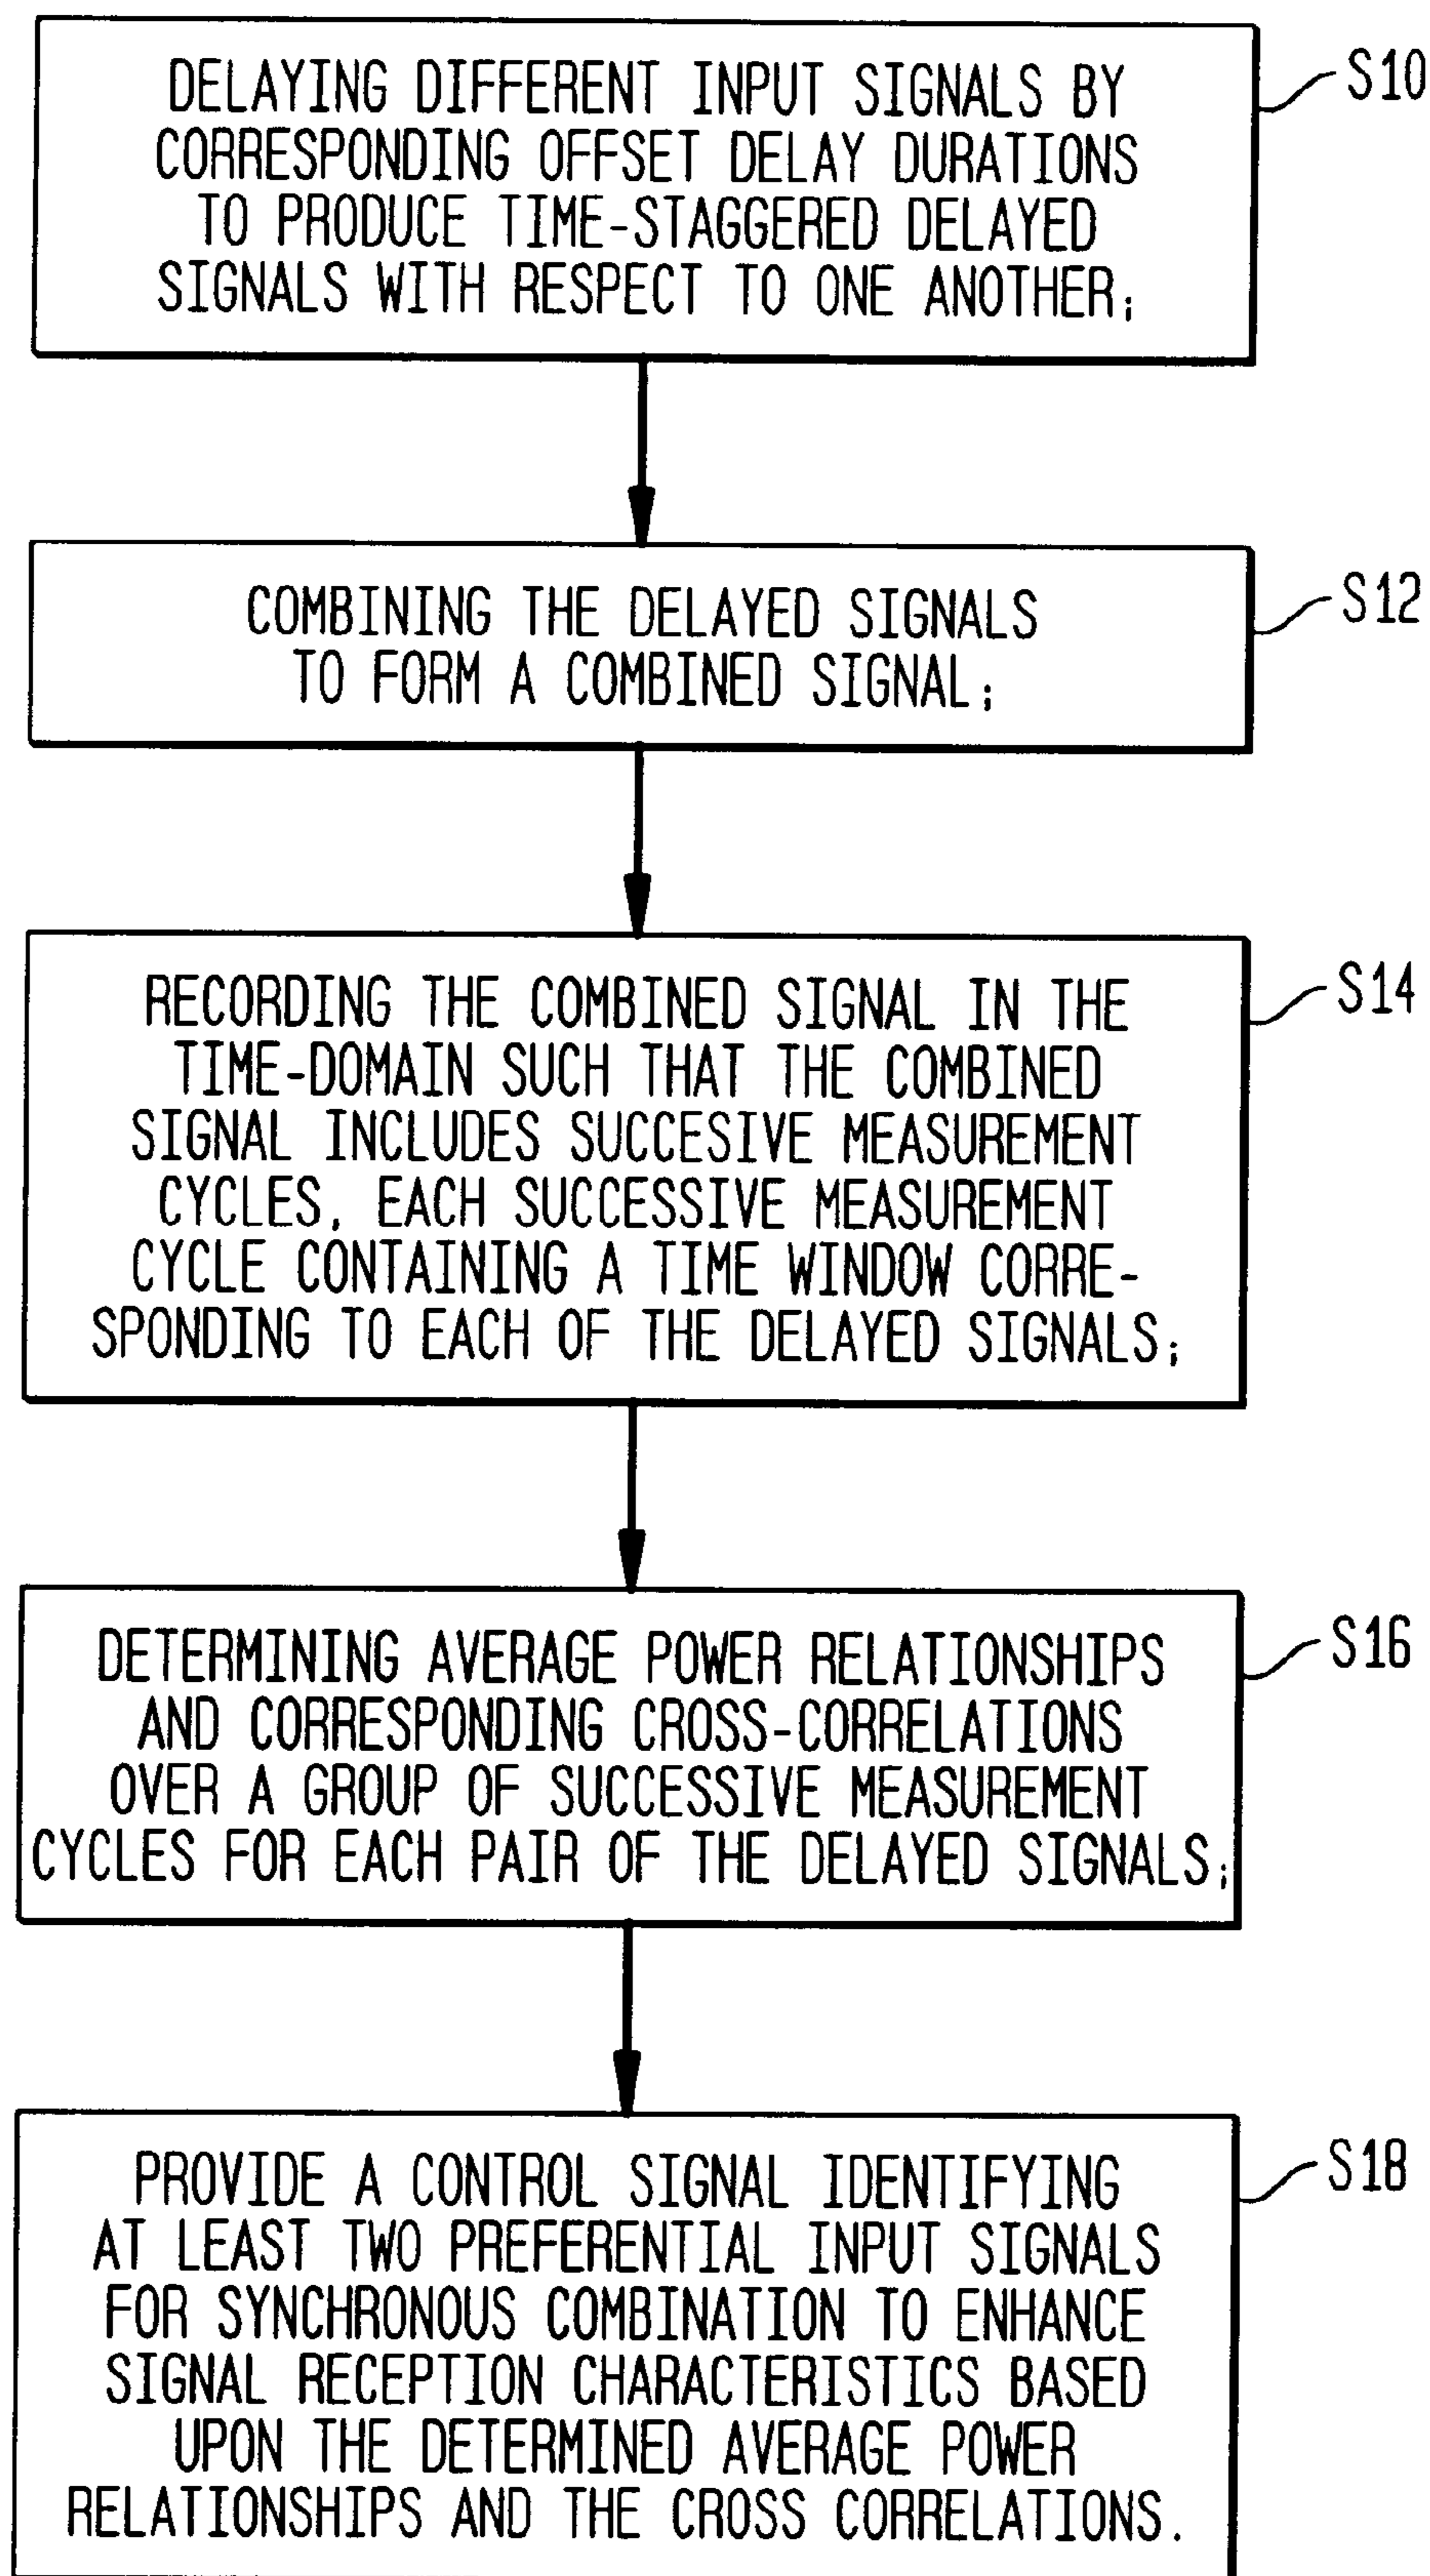 DELAYING DIFFERENT INPUT SIGNALS BY
CORRESPONDING OFFSET DELAY DURATIONS
TO PRODUCE TIME-STAGGERED DELAYED
SIGNALS WITH RESPECT TO ONE ANOTHER;
S10
COMBINING THE DELAYED SIGNALS
TO FORM A COMBINED SIGNAL;
S12
RECORDING THE COMBINED SIGNAL IN THE
TIME-DOMAIN SUCH THAT THE COMBINED
SIGNAL INCLUDES SUCCESIVE MEASUREMENT
CYCLES, EACH SUCCESSIVE MEASUREMENT
CYCLE CONTAINING A TIME WINDOW CORRE-
SPONDING TO EACH OF THE DELAYED SIGNALS;
S14
DETERMINING AVERAGE POWER RELATIONSHIPS
AND CORRESPONDING CROSS-CORRELATIONS
OVER A GROUP OF SUCCESSIVE MEASUREMENT
CYCLES FOR EACH PAIR OF THE DELAYED SIGNALS;
S16
PROVIDE A CONTROL SIGNAL IDENTIFYING
AT LEAST TWO PREFERENTIAL INPUT SIGNALS
FOR SYNCHRONOUS COMBINATION TO ENHANCE
SIGNAL RECEPTION CHARACTERISTICS BASED
UPON THE DETERMINED AVERAGE POWER
RELATIONSHIPS AND THE CROSS CORRELATIONS.
S18